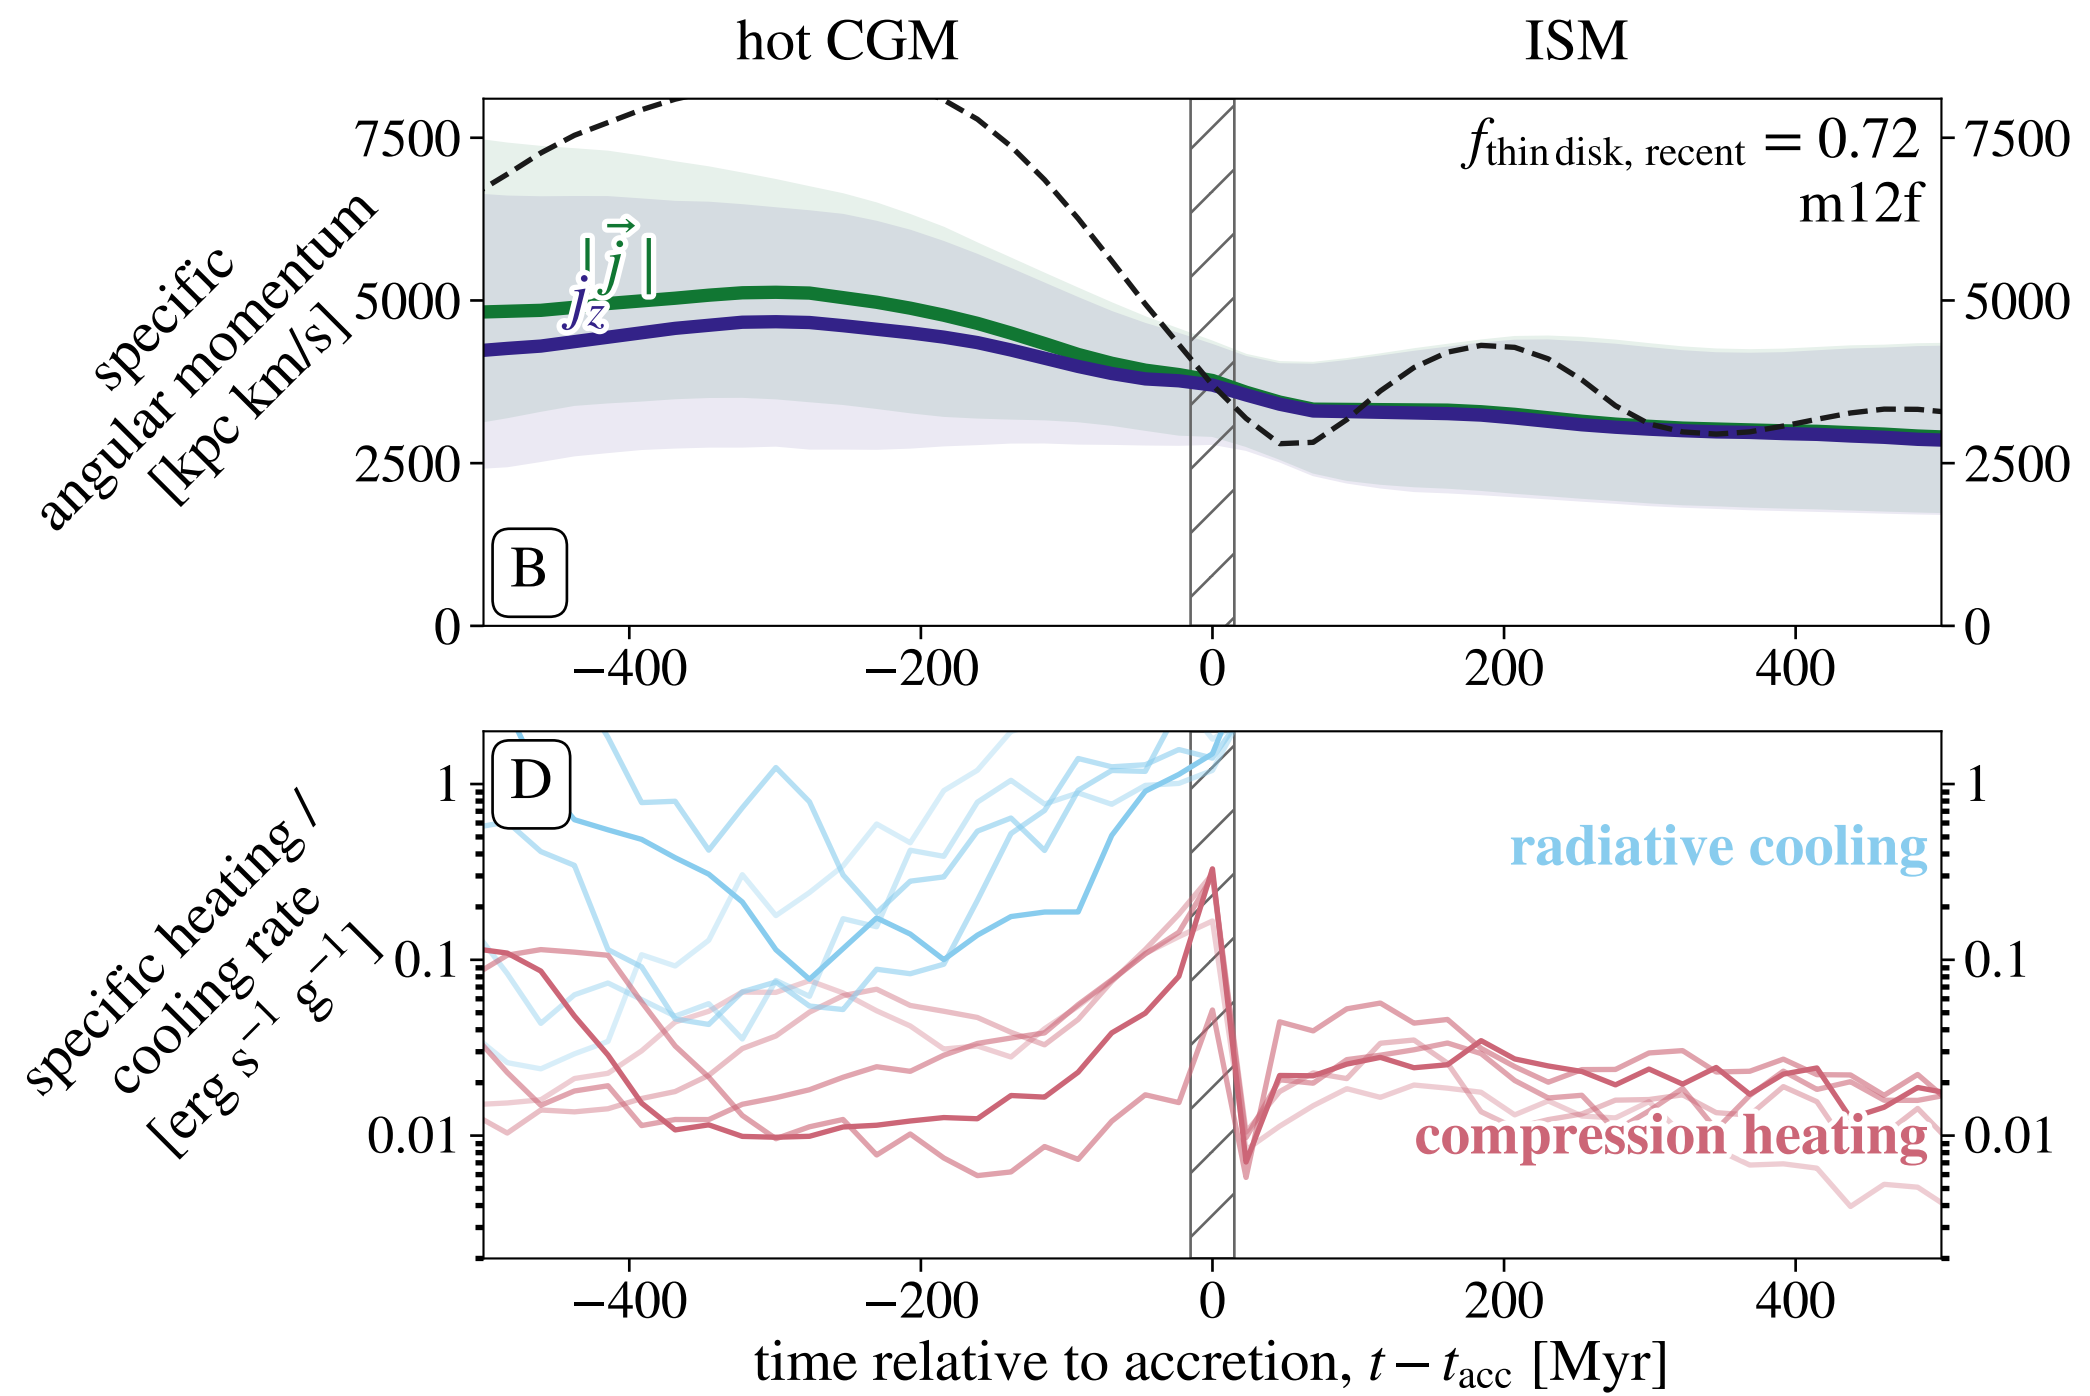 hot CGM
ISM
specific
angular momentum
[kpc km/s]
7500
5000
2500
0
|j⃗|
j_z
f_thin disk, recent = 0.72
m12f
B
7500
5000
2500
0
−400
−200
0
200
400
specific heating /
cooling rate
[erg s⁻¹ g⁻¹]
1
0.1
0.01
D
radiative cooling
compression heating
1
0.1
0.01
−400
−200
0
200
400
time relative to accretion, t − t_acc [Myr]